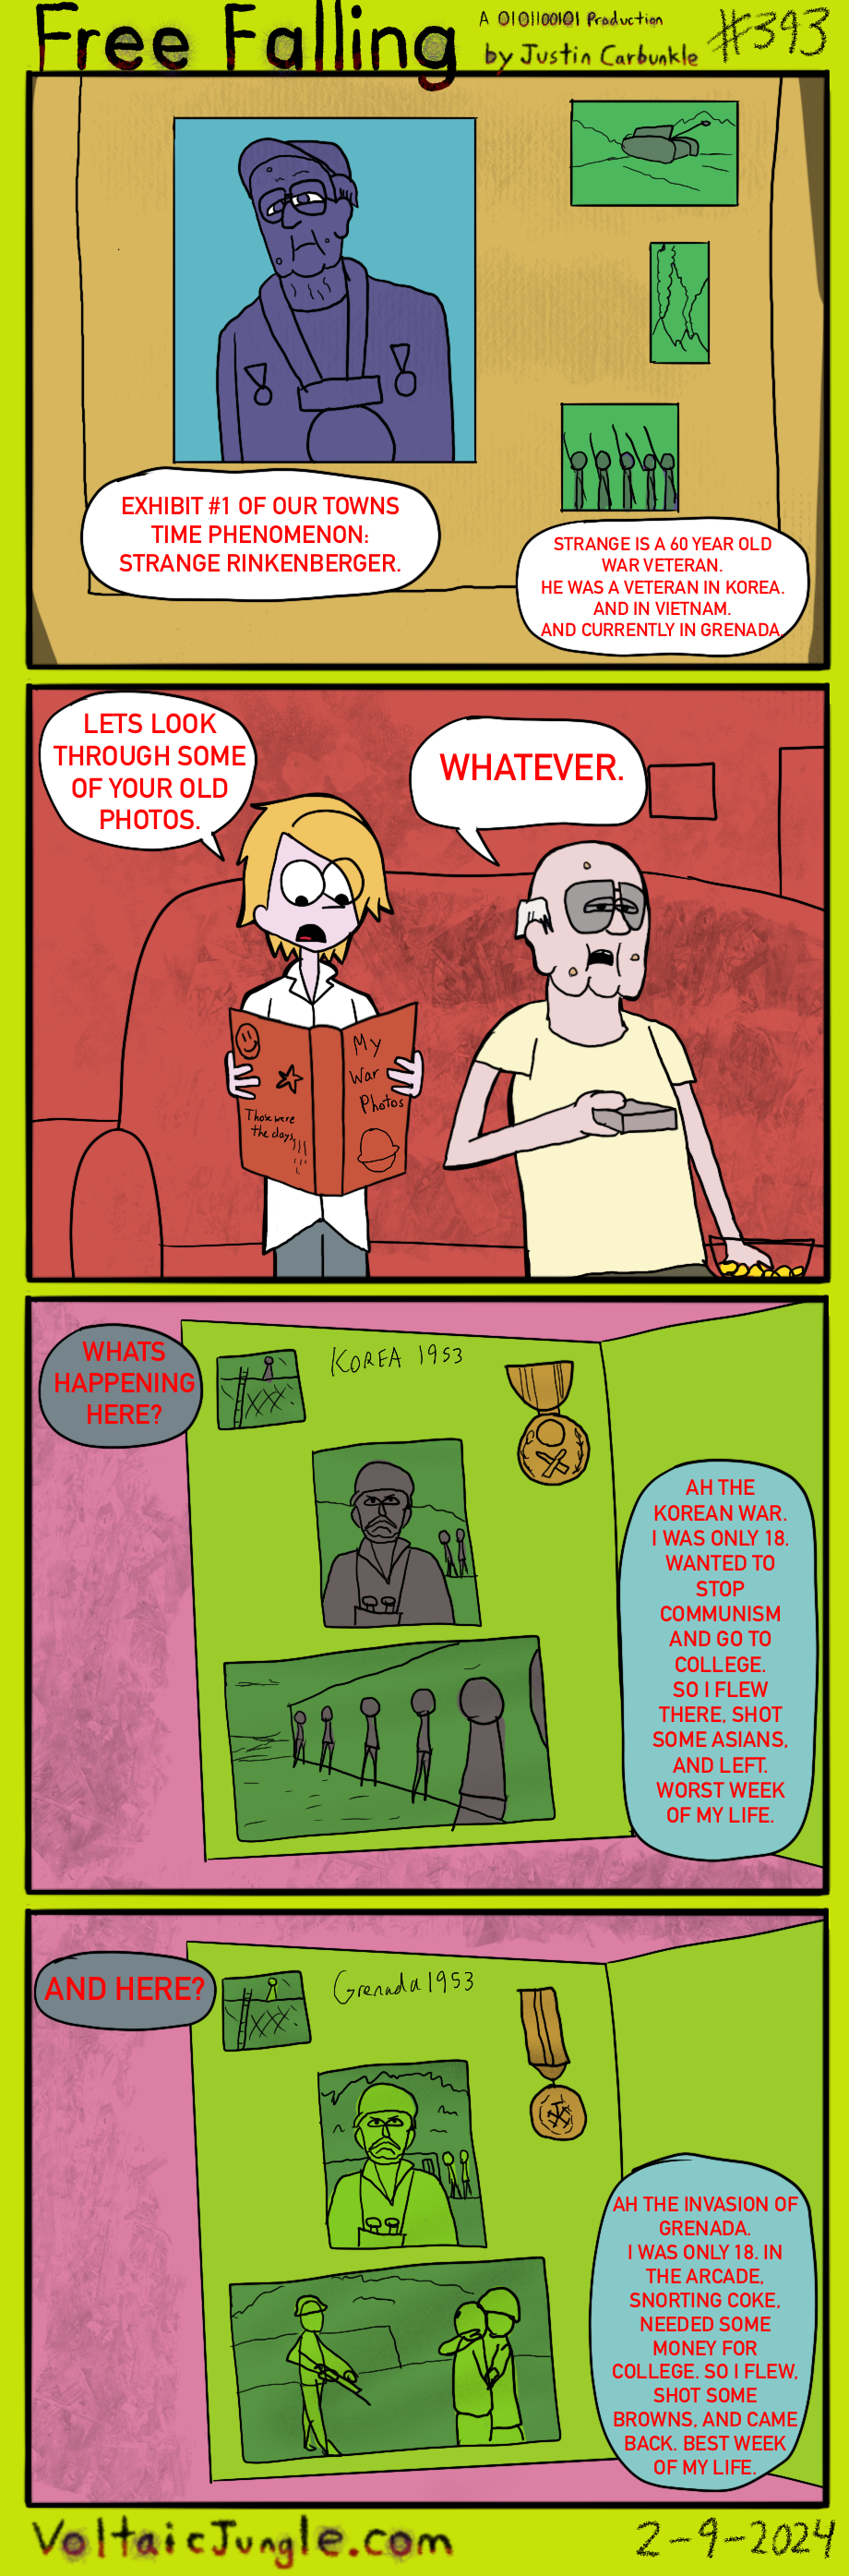 Free Falling
A 0101100101 Production
by Justin Carbunkle
#393
EXHIBIT #1 OF OUR TOWNS
TIME PHENOMENON:
STRANGE RINKENBERGER.
STRANGE IS A 60 YEAR OLD
WAR VETERAN.
HE WAS A VETERAN IN KOREA.
AND IN VIETNAM.
AND CURRENTLY IN GRENADA.
LETS LOOK
THROUGH SOME
OF YOUR OLD
PHOTOS.
WHATEVER.
Those were
the days!!!
My
War
Photos
WHATS
HAPPENING
HERE?
KOREA 1953
AH THE
KOREAN WAR.
I WAS ONLY 18.
WANTED TO
STOP
COMMUNISM
AND GO TO
COLLEGE.
SO I FLEW
THERE, SHOT
SOME ASIANS,
AND LEFT.
WORST WEEK
OF MY LIFE.
AND HERE?
Grenada 1953
AH THE INVASION OF
GRENADA.
I WAS ONLY 18. IN
THE ARCADE,
SNORTING COKE,
NEEDED SOME
MONEY FOR
COLLEGE. SO I FLEW,
SHOT SOME
BROWNS, AND CAME
BACK. BEST WEEK
OF MY LIFE.
VoltaicJungle.com
2-9-2024